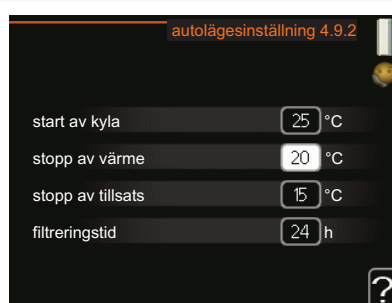 autolägesinställning 4.9.2
start av kyla 25 °C
stopp av värme 20 °C
stopp av tillsats 15 °C
filtreringstid 24 h
?